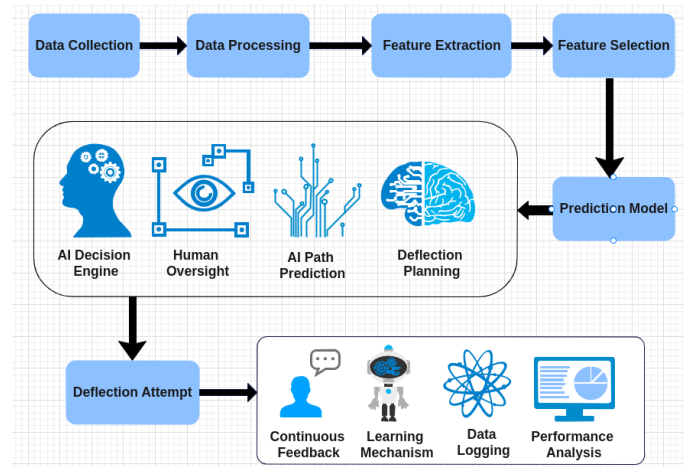 Data Collection
Data Processing
Feature Extraction
Feature Selection
Prediction Model
AI Decision
Engine
Human
Oversight
AI Path
Prediction
Deflection
Planning
Deflection Attempt
Continuous
Feedback
Learning
Mechanism
Data
Logging
Performance
Analysis